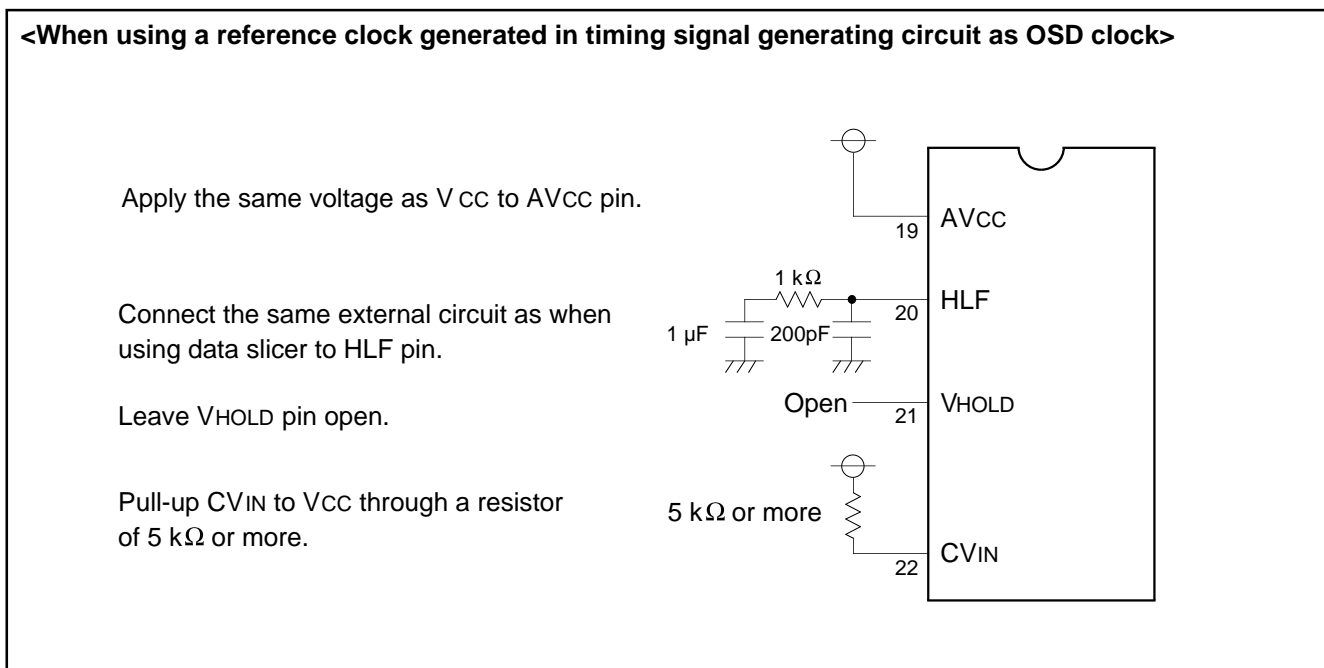 <When using a reference clock generated in timing signal generating circuit as OSD clock>
Apply the same voltage as VCC to AVCC pin.
19
AVCC
1 kΩ
Connect the same external circuit as when
using data slicer to HLF pin.
1 µF
200pF
20
HLF
Leave VHOLD pin open.
Open
21
VHOLD
Pull-up CVIN to VCC through a resistor
of 5 kΩ or more.
5 kΩ or more
22
CVIN